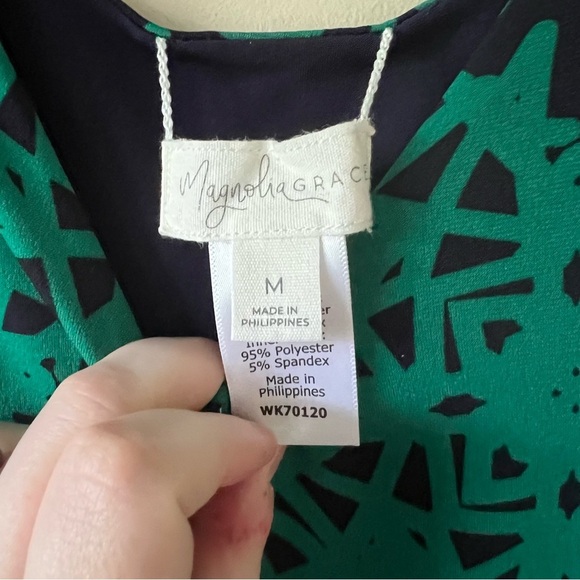 Magnolia GRACE
M
MADE IN
PHILIPPINES
95% Polyester
5% Spandex
Made in
Philippines
WK70120